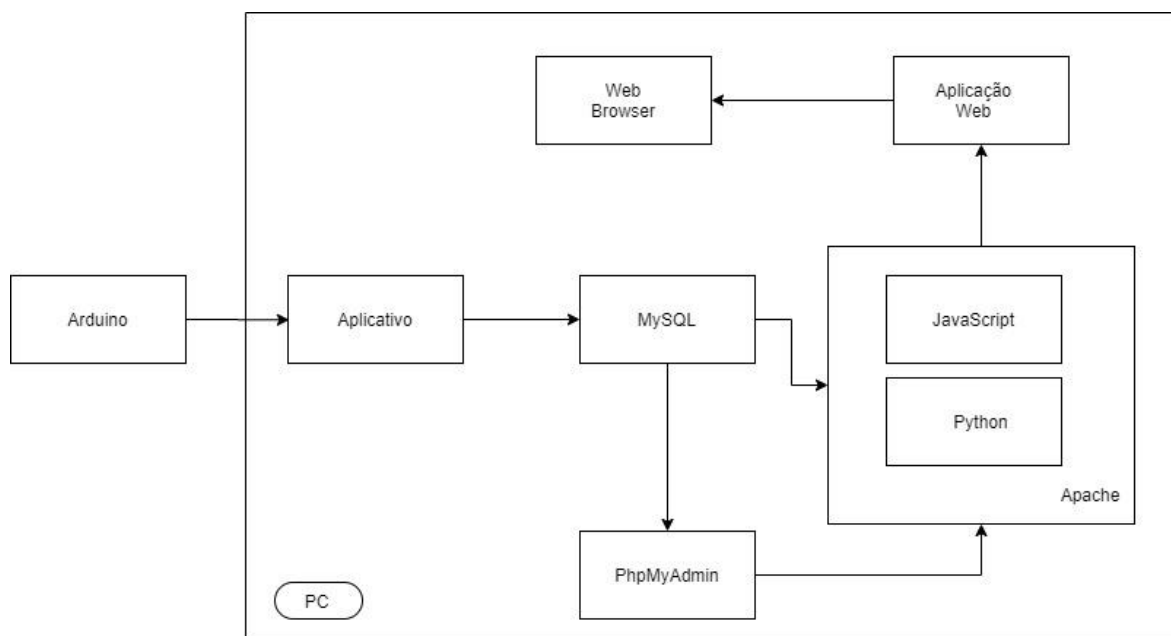 Web
Browser
Aplicação
Web
Arduino
Aplicativo
MySQL
JavaScript
Python
Apache
PhpMyAdmin
PC